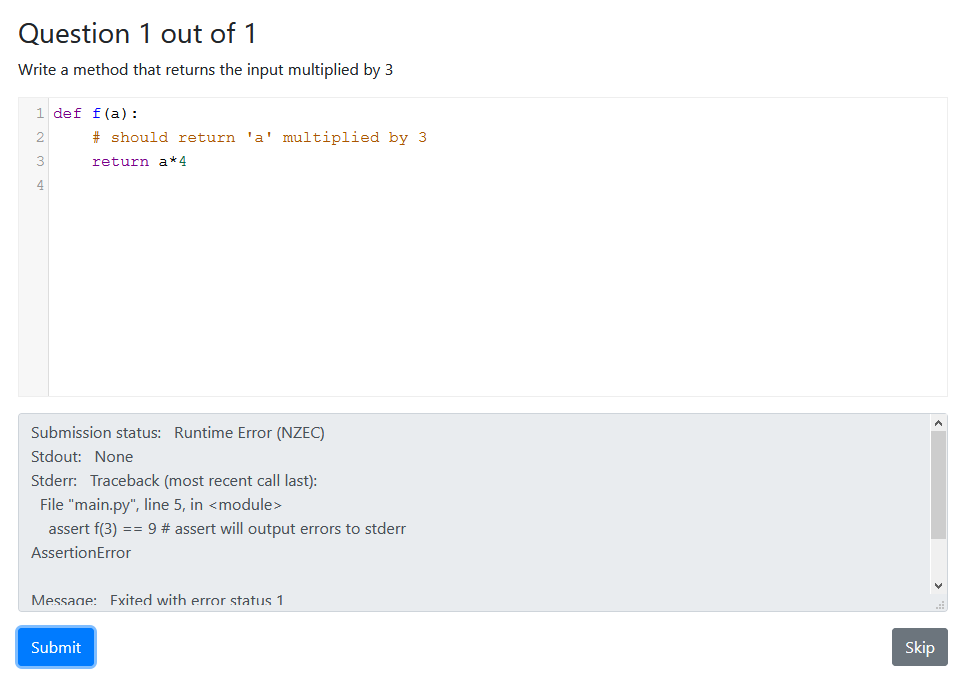 Question 1 out of 1
Write a method that returns the input multiplied by 3
1 def f(a):
2     # should return 'a' multiplied by 3
3     return a*4
4
Submission status:   Runtime Error (NZEC)
Stdout:   None
Stderr:   Traceback (most recent call last):
  File "main.py", line 5, in <module>
    assert f(3) == 9 # assert will output errors to stderr
AssertionError
Message:   Exited with error status 1
Submit
Skip